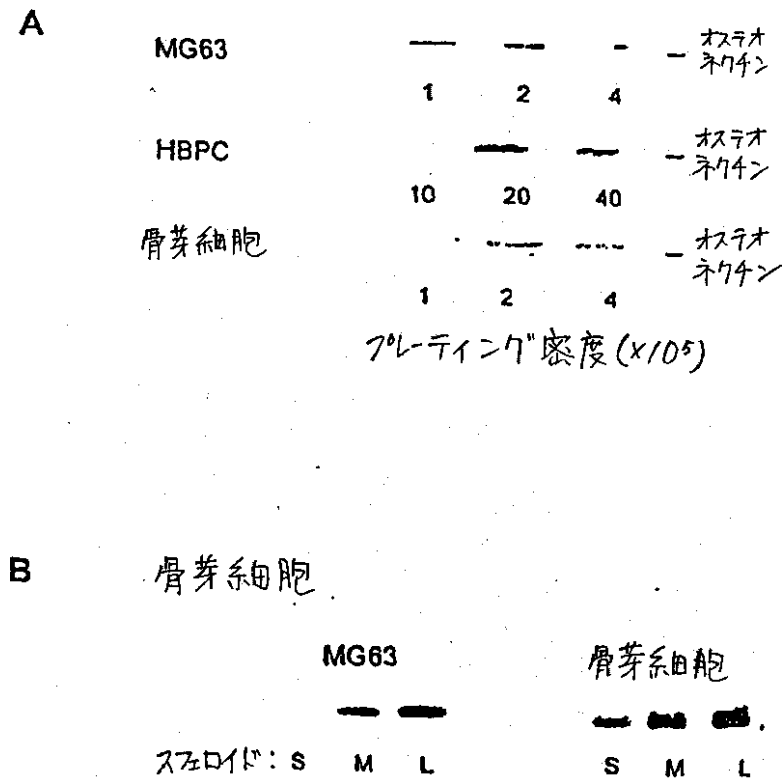 A
MG63
オステオ
ネクチン
1 2 4
HBPC
オステオ
ネクチン
10 20 40
骨芽細胞
オステオ
ネクチン
1 2 4
プレーティング密度(×10⁵)
B
骨芽細胞
MG63
骨芽細胞
スフェロイド: S M L
S M L